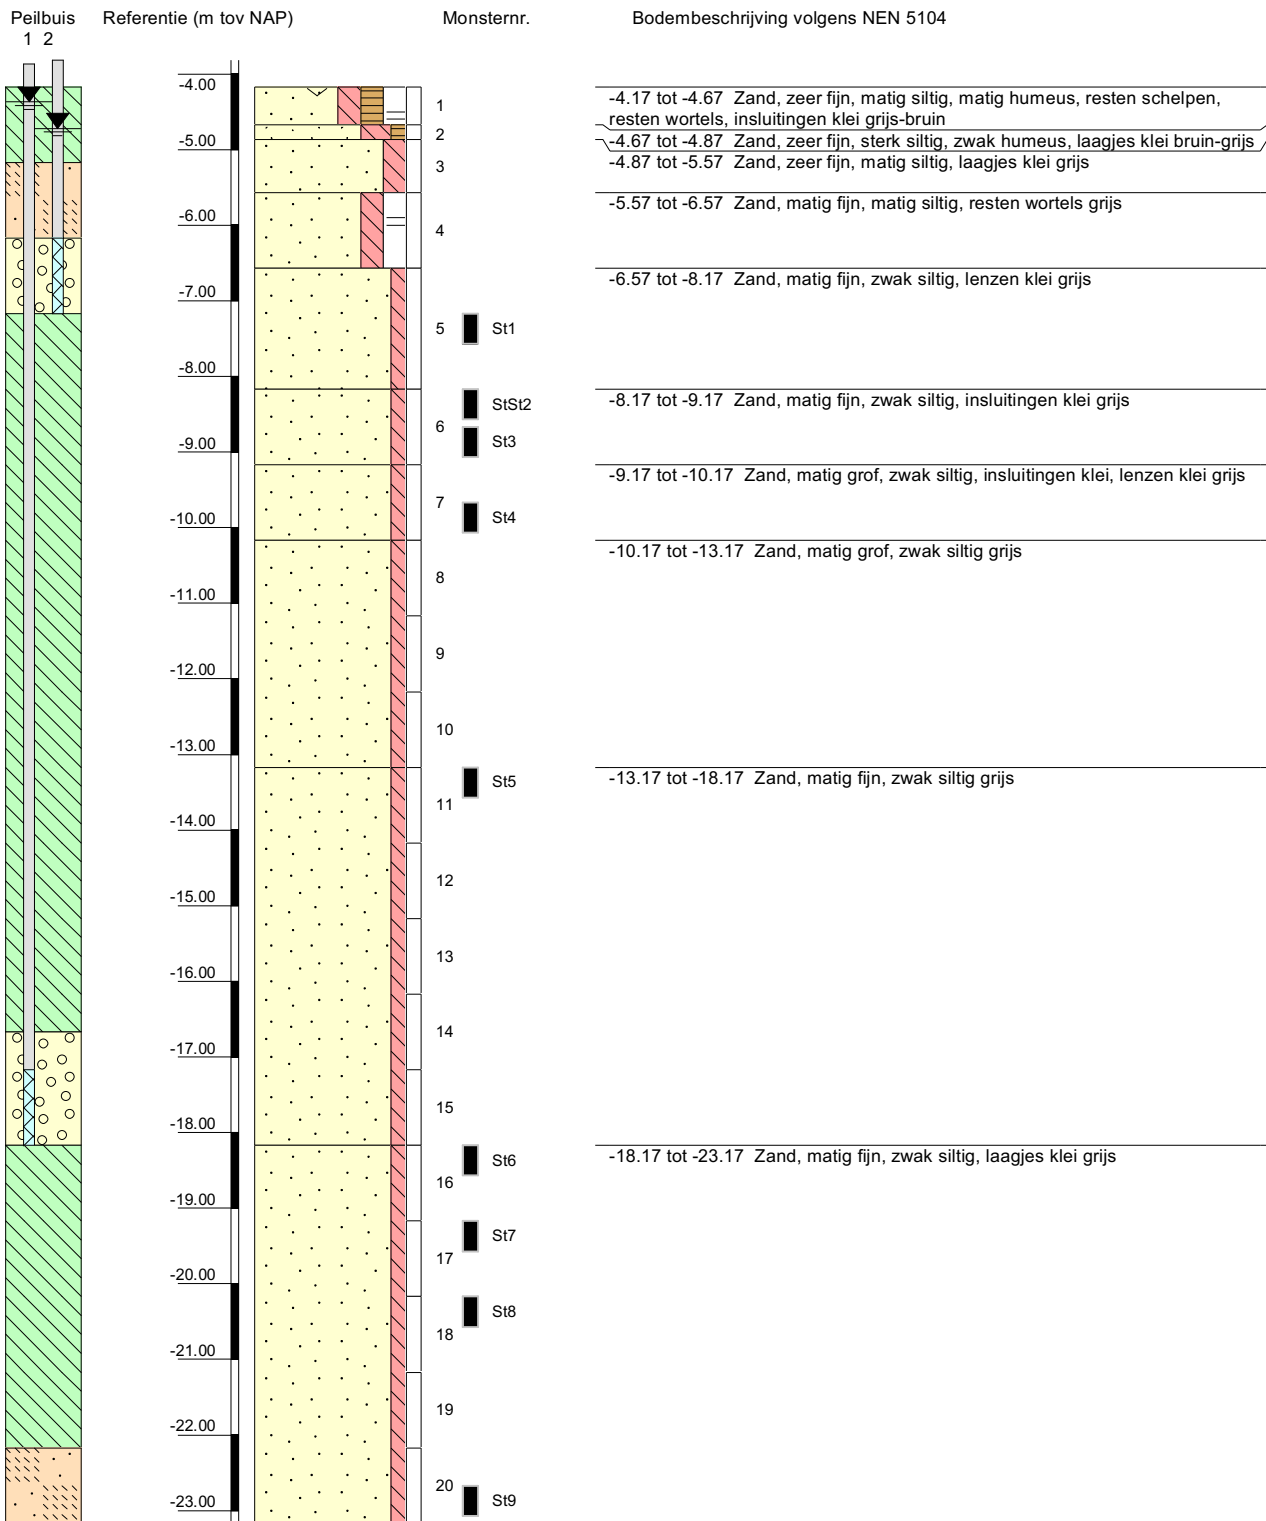 Peilbuis Referentie (m tov NAP) Monsternr. Bodembeschrijving volgens NEN 5104
1 2
-4.00
1 -4.17 tot -4.67 Zand, zeer fijn, matig siltig, matig humeus, resten schelpen,
resten wortels, insluitingen klei grijs-bruin
2 -4.67 tot -4.87 Zand, zeer fijn, sterk siltig, zwak humeus, laagjes klei bruin-grijs
-5.00
3 -4.87 tot -5.57 Zand, zeer fijn, matig siltig, laagjes klei grijs
-5.57 tot -6.57 Zand, matig fijn, matig siltig, resten wortels grijs
-6.00
4
-6.57 tot -8.17 Zand, matig fijn, zwak siltig, lenzen klei grijs
-7.00
5 St1
-8.00
StSt2 -8.17 tot -9.17 Zand, matig fijn, zwak siltig, insluitingen klei grijs
6
-9.00 St3
-9.17 tot -10.17 Zand, matig grof, zwak siltig, insluitingen klei, lenzen klei grijs
7
-10.00 St4
-10.17 tot -13.17 Zand, matig grof, zwak siltig grijs
8
-11.00
9
-12.00
10
-13.00
St5 -13.17 tot -18.17 Zand, matig fijn, zwak siltig grijs
11
-14.00
12
-15.00
13
-16.00
14
-17.00
15
-18.00
St6 -18.17 tot -23.17 Zand, matig fijn, zwak siltig, laagjes klei grijs
16
-19.00
St7
17
-20.00
St8
18
-21.00
19
-22.00
20
-23.00 St9